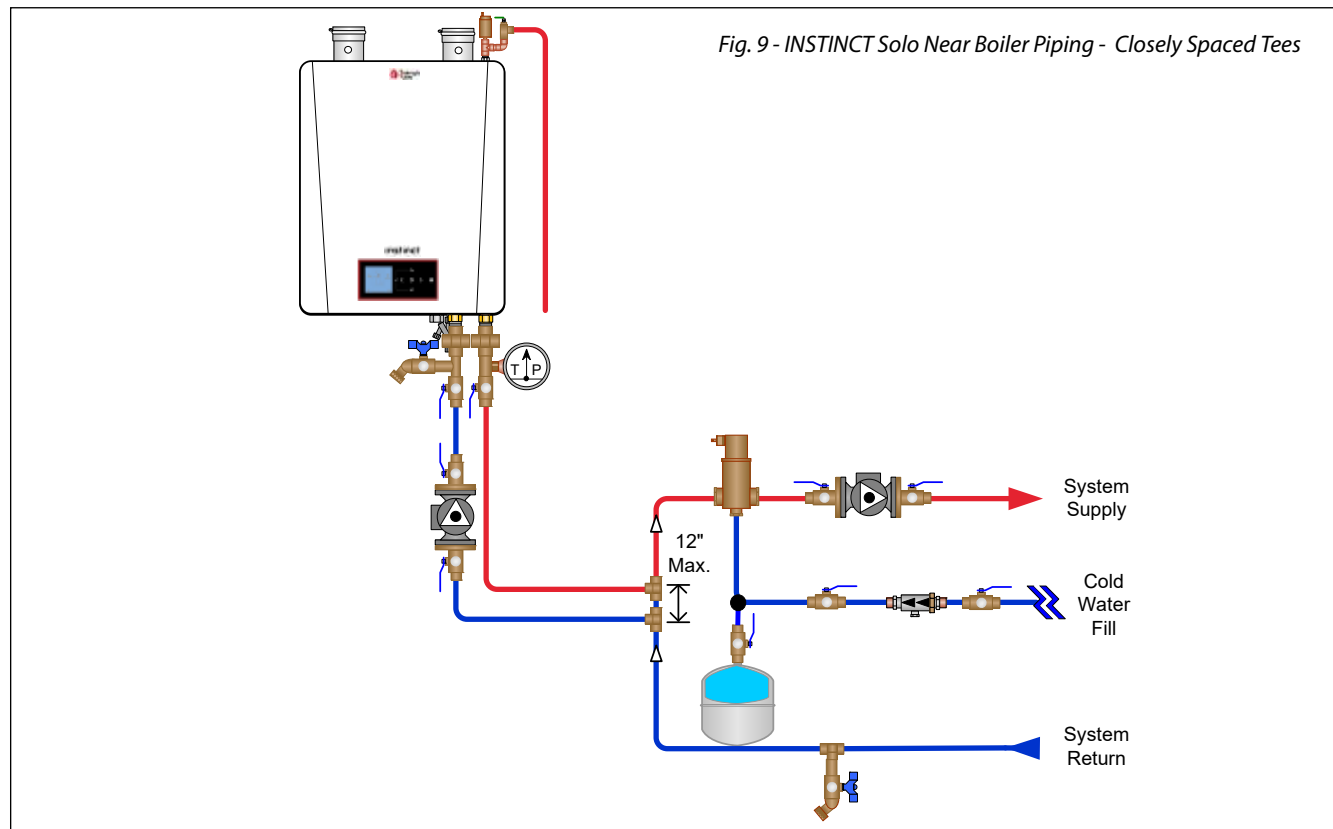 Fig. 9 - INSTINCT Solo Near Boiler Piping - Closely Spaced Tees
instinct
T P
12"
Max.
System
Supply
Cold
Water
Fill
System
Return